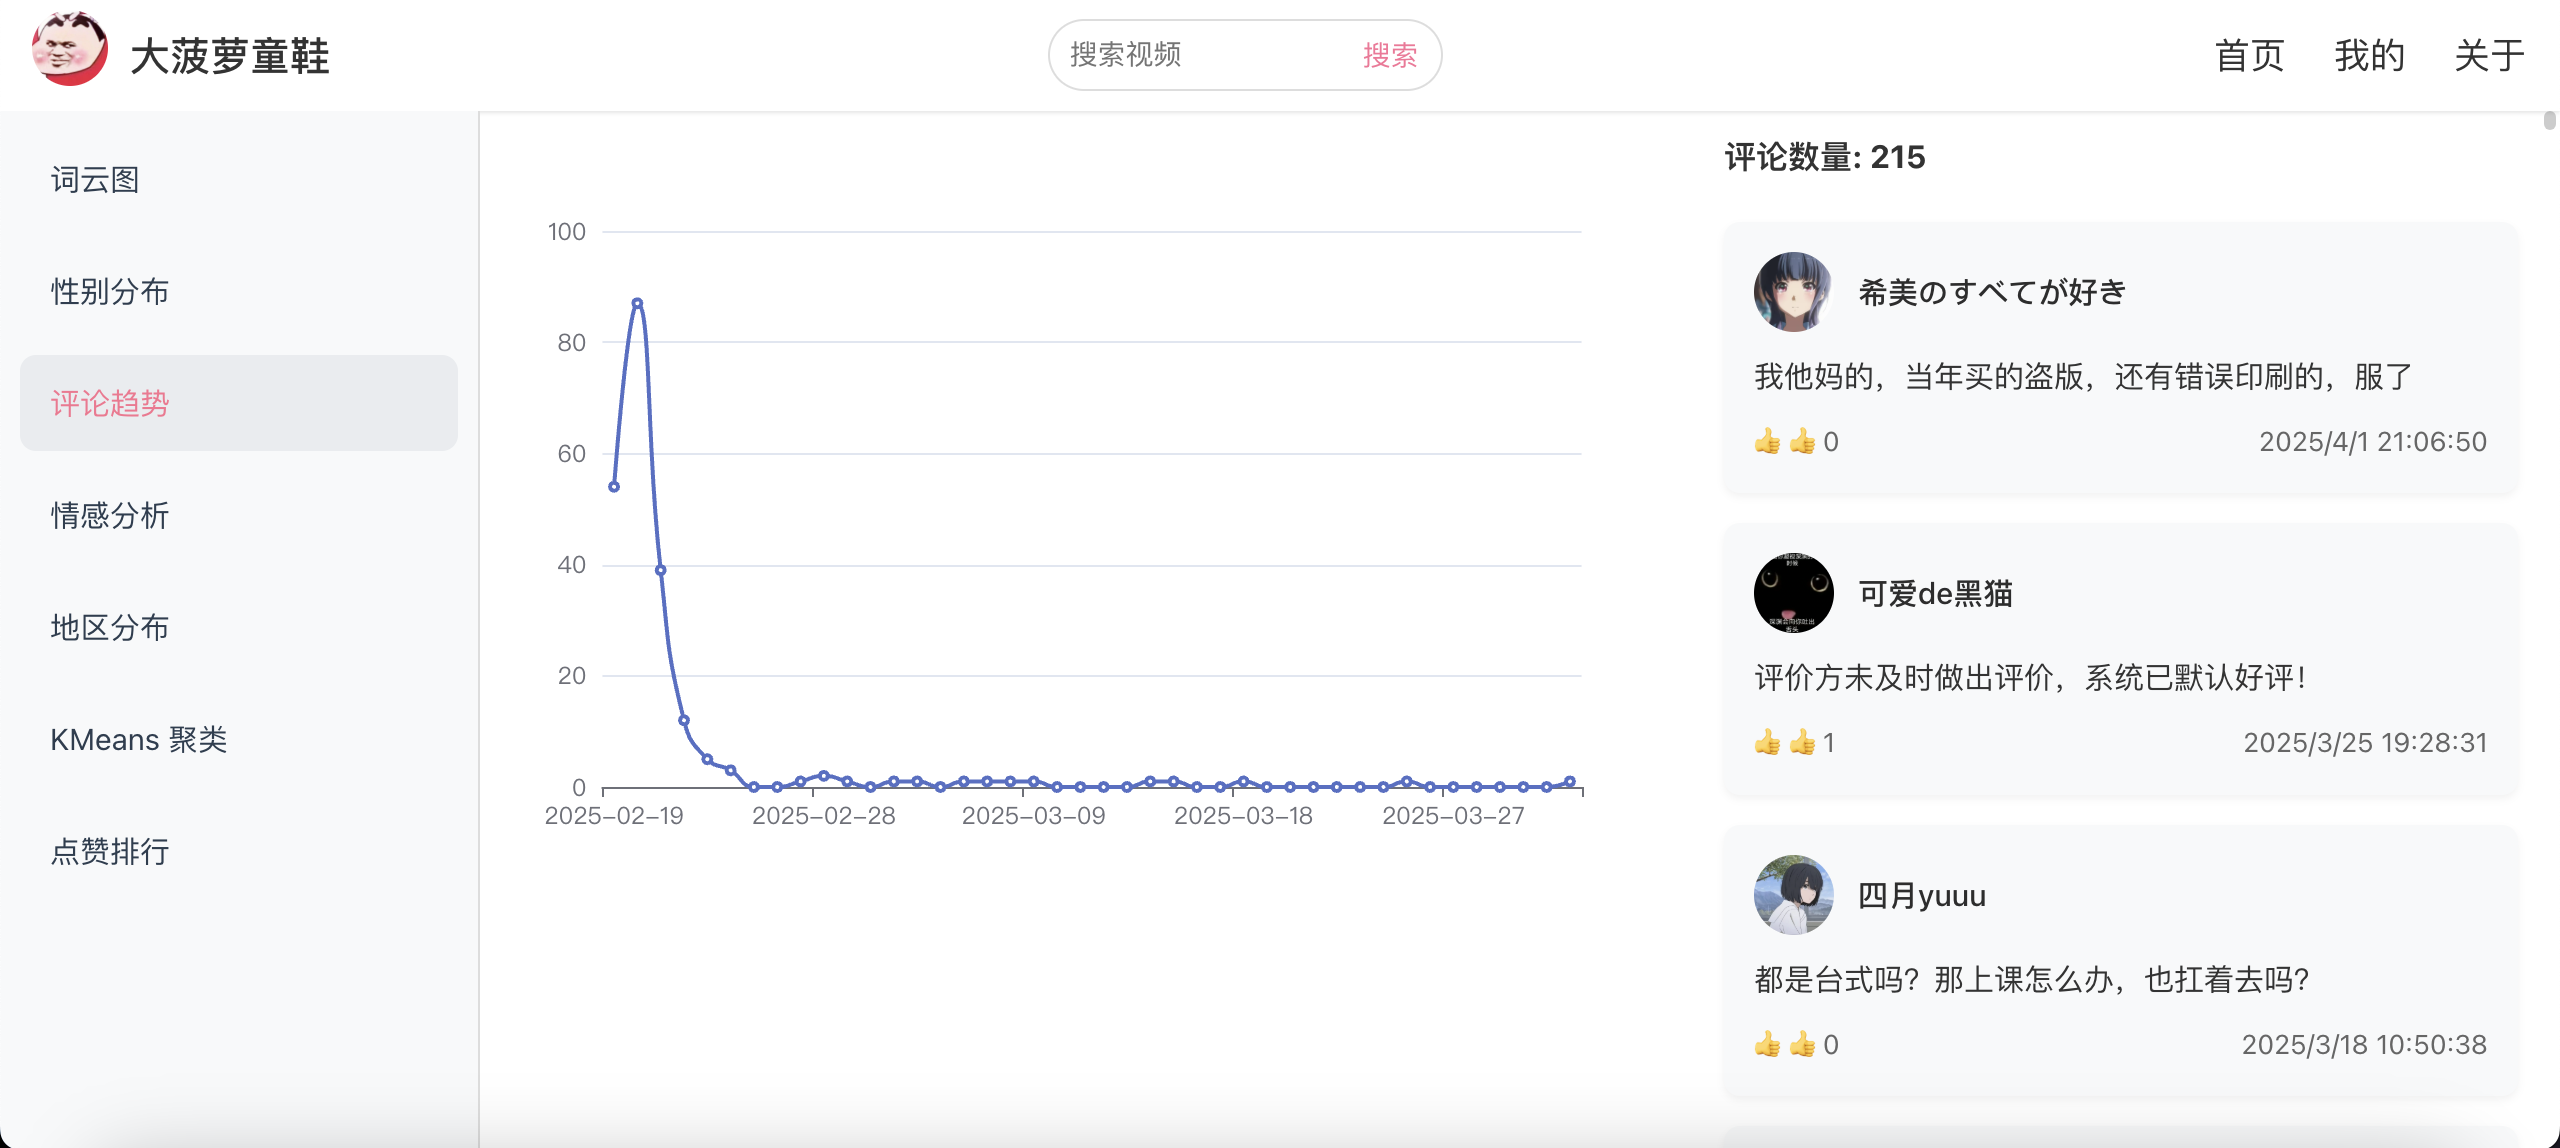 大菠萝童鞋
搜索视频 搜索
首页 我的 关于
词云图
性别分布
评论趋势
情感分析
地区分布
KMeans 聚类
点赞排行
100
80
60
40
20
0
2025-02-19 2025-02-28 2025-03-09 2025-03-18 2025-03-27
评论数量: 215
希美のすべてが好き
我他妈的，当年买的盗版，还有错误印刷的，服了
👍 👍 0 2025/4/1 21:06:50
可爱de黑猫
评价方未及时做出评价，系统已默认好评！
👍 👍 1 2025/3/25 19:28:31
四月yuuu
都是台式吗？那上课怎么办，也扛着去吗？
👍 👍 0 2025/3/18 10:50:38